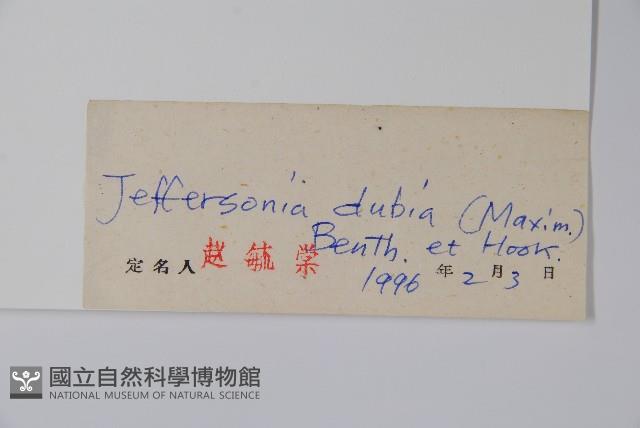 Jeffersonia dubia (Maxim.)
Benth. et Hook.
定名人 赵毓棠 1996 年 2 月 3 日
國立自然科學博物館
NATIONAL MUSEUM OF NATURAL SCIENCE